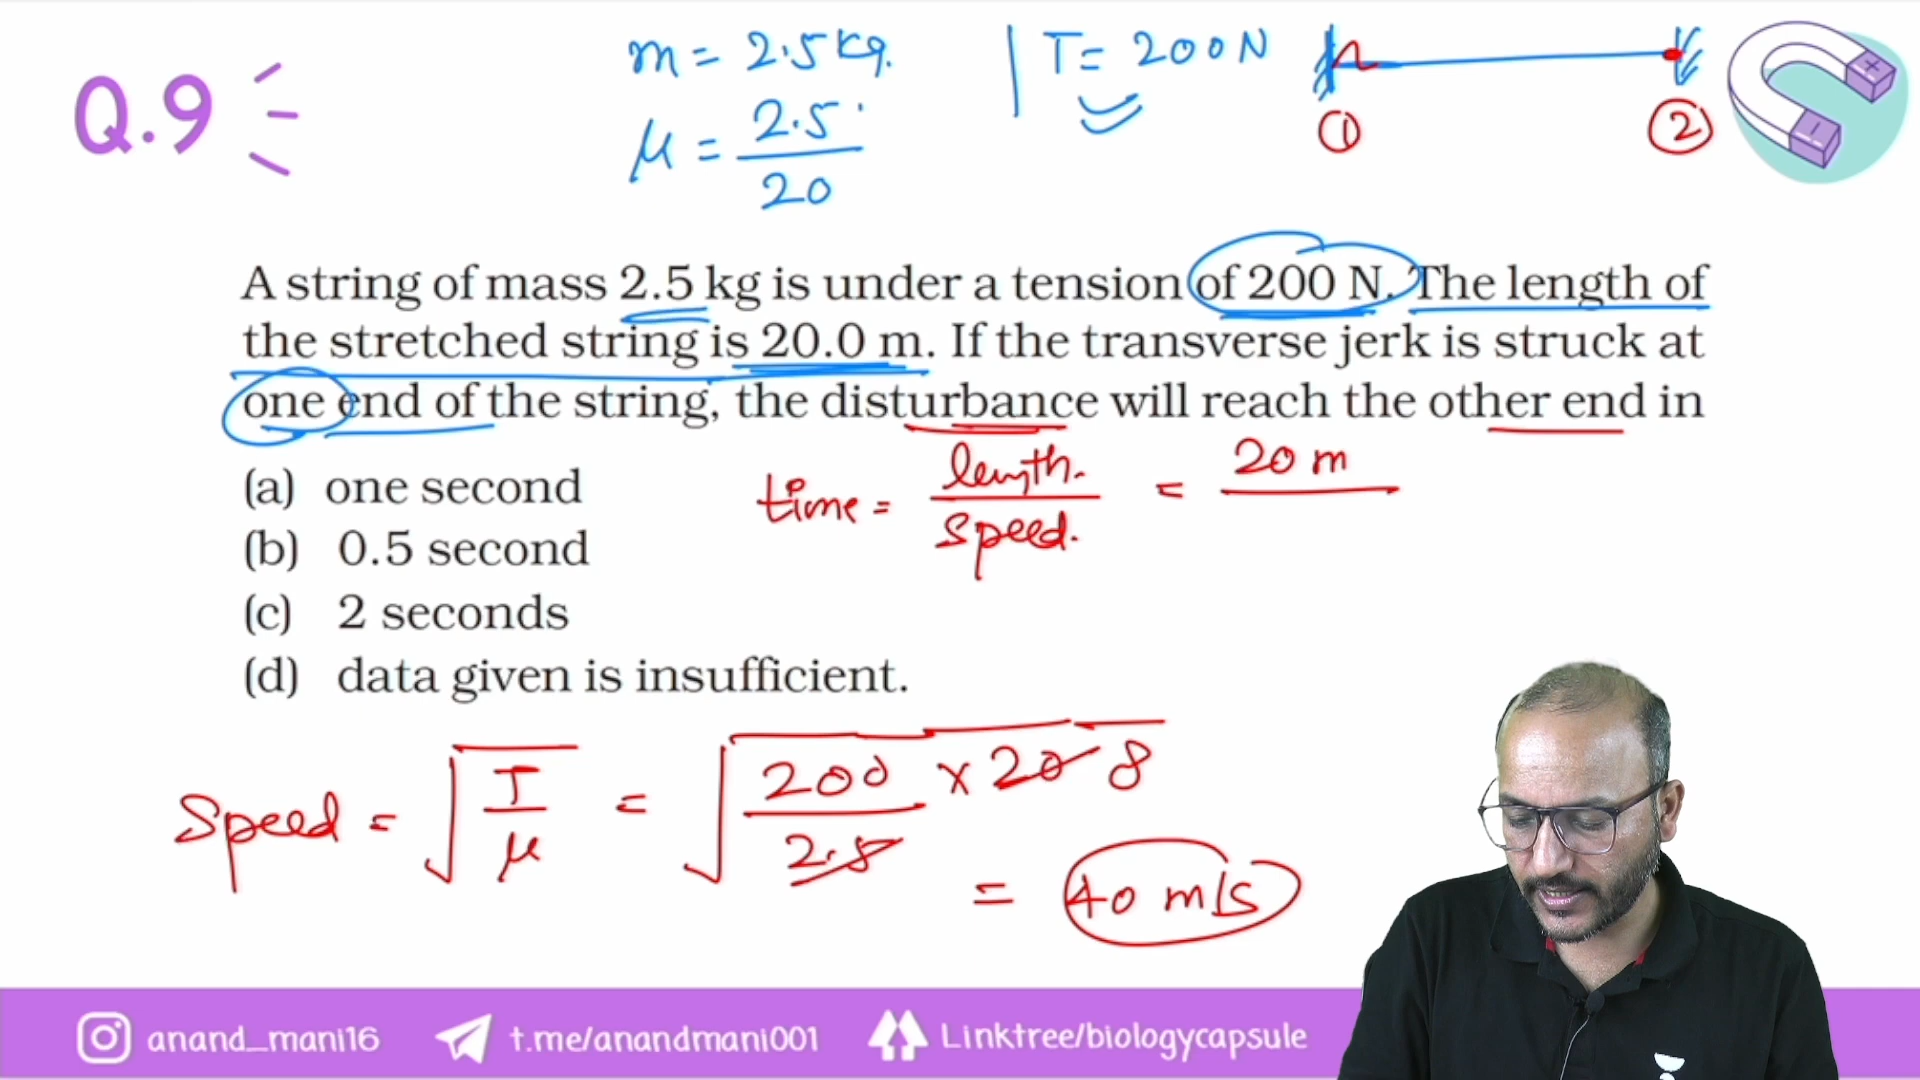 Q.9
m = 2.5 kg.
T = 200 N
μ = 2.5 / 20
① ②
A string of mass 2.5 kg is under a tension of 200 N. The length of
the stretched string is 20.0 m. If the transverse jerk is struck at
one end of the string, the disturbance will reach the other end in
(a) one second
(b) 0.5 second
(c) 2 seconds
(d) data given is insufficient.
time = length. / speed. = 20 m
Speed = √(T / μ) = √(200 / 2.5 × 20 8)
= 40 m/s
anand_mani16
t.me/anandmani001
Linktree/biologycapsule